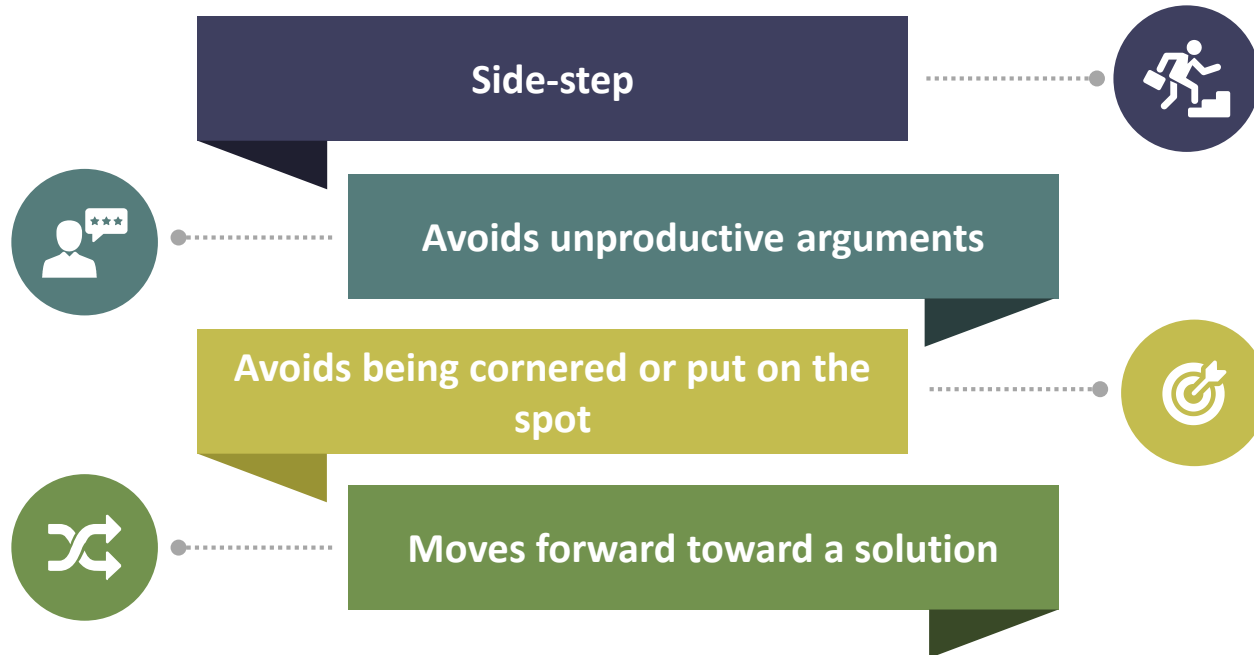 Side-step
Avoids unproductive arguments
Avoids being cornered or put on the
spot
Moves forward toward a solution